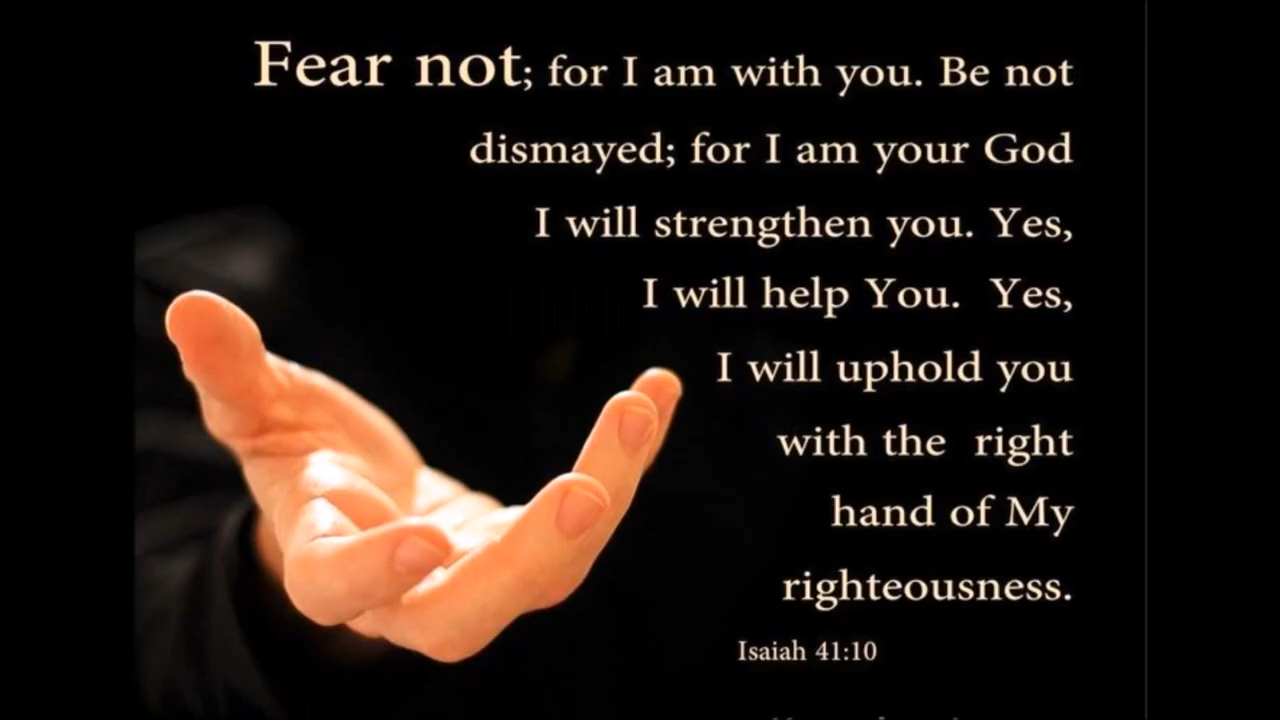 Fear not; for I am with you. Be not
dismayed; for I am your God
I will strengthen you. Yes,
I will help You. Yes,
I will uphold you
with the right
hand of My
righteousness.
Isaiah 41:10